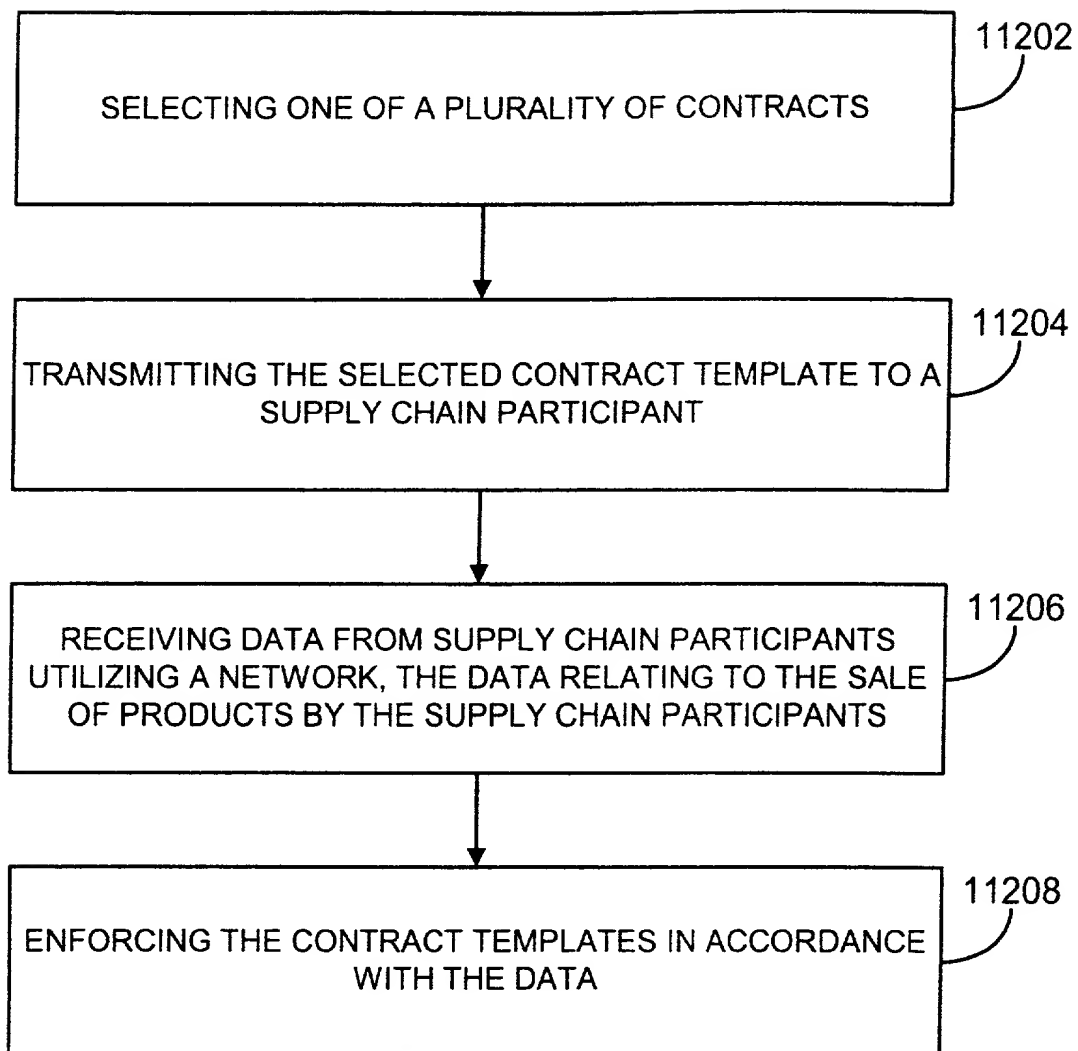 11202
SELECTING ONE OF A PLURALITY OF CONTRACTS
11204
TRANSMITTING THE SELECTED CONTRACT TEMPLATE TO A
SUPPLY CHAIN PARTICIPANT
11206
RECEIVING DATA FROM SUPPLY CHAIN PARTICIPANTS
UTILIZING A NETWORK, THE DATA RELATING TO THE SALE
OF PRODUCTS BY THE SUPPLY CHAIN PARTICIPANTS
11208
ENFORCING THE CONTRACT TEMPLATES IN ACCORDANCE
WITH THE DATA